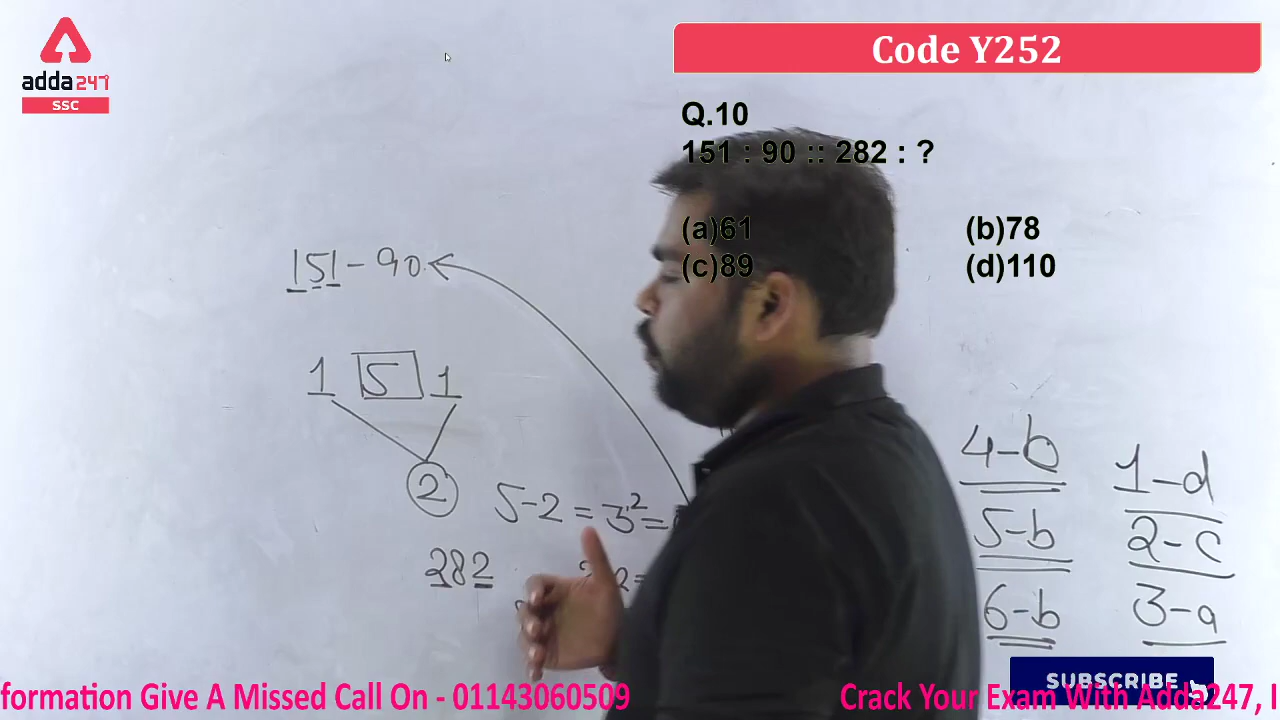 adda247
SSC
Code Y252
Q.10
151 : 90 :: 282 : ?
(a)61 (b)78
(c)89 (d)110
151 - 90
1 5 1
2
5-2 = 3² =
282
2 =
4-b
5-b
6-b
1-d
2-c
3-a
SUBSCRIBE
formation Give A Missed Call On - 01143060509 Crack Your Exam With Adda247,